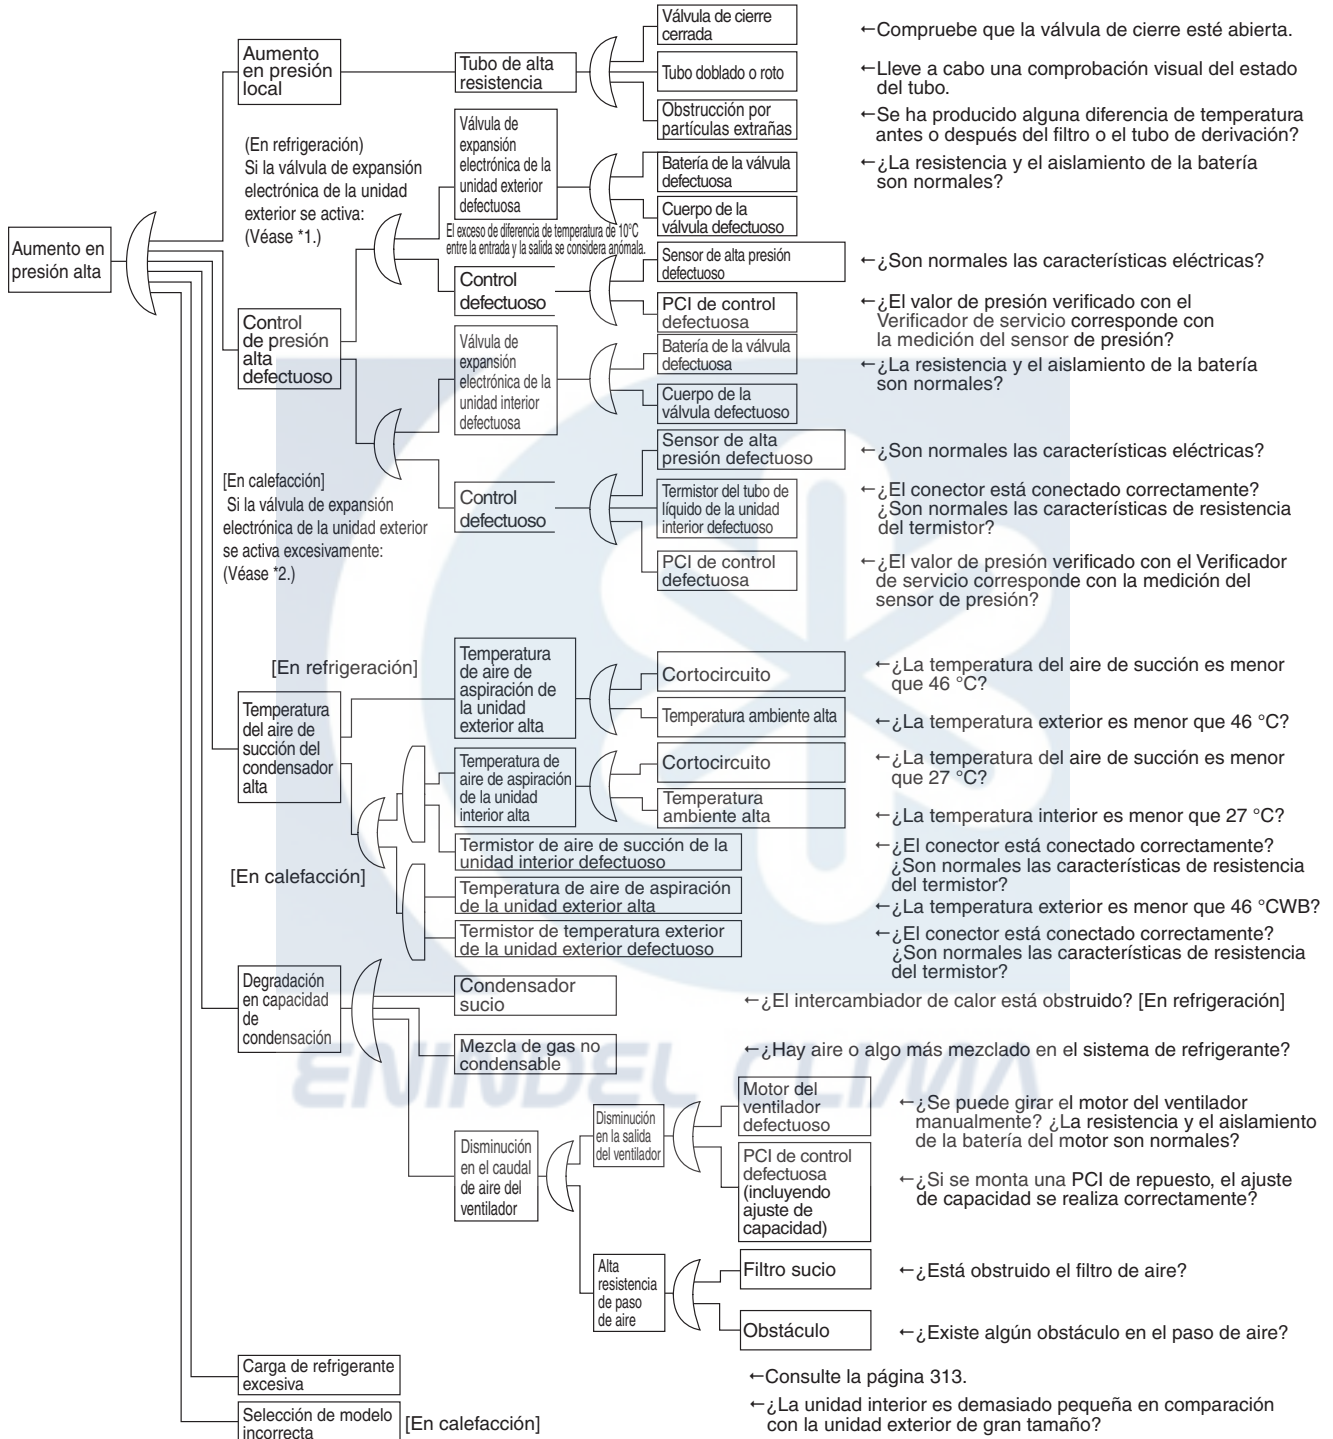 Aumento en
presión alta
Aumento
en presión
local
Tubo de alta
resistencia
Válvula de cierre
cerrada
←Compruebe que la válvula de cierre esté abierta.
Tubo doblado o roto
←Lleve a cabo una comprobación visual del estado
del tubo.
Obstrucción por
partículas extrañas
←Se ha producido alguna diferencia de temperatura
antes o después del filtro o el tubo de derivación?
(En refrigeración)
Si la válvula de expansión
electrónica de la unidad
exterior se activa:
(Véase *1.)
Válvula de
expansión
electrónica de la
unidad exterior
defectuosa
Batería de la válvula
defectuosa
←¿La resistencia y el aislamiento de la batería
son normales?
Cuerpo de la
válvula defectuoso
El exceso de diferencia de temperatura de 10°C
entre la entrada y la salida se considera anómala.
Control
de presión
alta
defectuoso
Control
defectuoso
Sensor de alta presión
defectuoso
←¿Son normales las características eléctricas?
PCI de control
defectuosa
←¿El valor de presión verificado con el
Verificador de servicio corresponde con
la medición del sensor de presión?
Válvula de
expansión
electrónica de la
unidad interior
defectuosa
Batería de la válvula
defectuosa
←¿La resistencia y el aislamiento de la batería
son normales?
Cuerpo de la
válvula defectuoso
[En calefacción]
Si la válvula de expansión
electrónica de la unidad exterior
se activa excesivamente:
(Véase *2.)
Control
defectuoso
Sensor de alta
presión defectuoso
←¿Son normales las características eléctricas?
Termistor del tubo de
líquido de la unidad
interior defectuoso
←¿El conector está conectado correctamente?
¿Son normales las características de resistencia
del termistor?
PCI de control
defectuosa
←¿El valor de presión verificado con el Verificador
de servicio corresponde con la medición del
sensor de presión?
Temperatura
del aire de
succión del
condensador
alta
[En refrigeración]
Temperatura
de aire de
aspiración de
la unidad
exterior alta
Cortocircuito
←¿La temperatura del aire de succión es menor
que 46 °C?
Temperatura ambiente alta
←¿La temperatura exterior es menor que 46 °C?
[En calefacción]
Temperatura de
aire de aspiración
de la unidad
interior alta
Cortocircuito
←¿La temperatura del aire de succión es menor
que 27 °C?
Temperatura
ambiente alta
←¿La temperatura interior es menor que 27 °C?
Termistor de aire de succión de la
unidad interior defectuoso
←¿El conector está conectado correctamente?
¿Son normales las características de resistencia
del termistor?
Temperatura de aire de aspiración
de la unidad exterior alta
←¿La temperatura exterior es menor que 46 °CWB?
Termistor de temperatura exterior
de la unidad exterior defectuoso
←¿El conector está conectado correctamente?
¿Son normales las características de resistencia
del termistor?
Degradación
en capacidad
de
condensación
Condensador
sucio
←¿El intercambiador de calor está obstruido? [En refrigeración]
Mezcla de gas no
condensable
←¿Hay aire o algo más mezclado en el sistema de refrigerante?
ENINDEL CLIMA
Disminución
en el caudal
de aire del
ventilador
Disminución
en la salida
del ventilador
Motor del
ventilador
defectuoso
←¿Se puede girar el motor del ventilador
manualmente? ¿La resistencia y el aislamiento
de la batería del motor son normales?
PCI de control
defectuosa
(incluyendo
ajuste de
capacidad)
←¿Si se monta una PCI de repuesto, el ajuste
de capacidad se realiza correctamente?
Alta
resistencia
de paso
de aire
Filtro sucio
←¿Está obstruido el filtro de aire?
Obstáculo
←¿Existe algún obstáculo en el paso de aire?
Carga de refrigerante
excesiva
←Consulte la página 313.
Selección de modelo
incorrecta
[En calefacción]
←¿La unidad interior es demasiado pequeña en comparación
con la unidad exterior de gran tamaño?